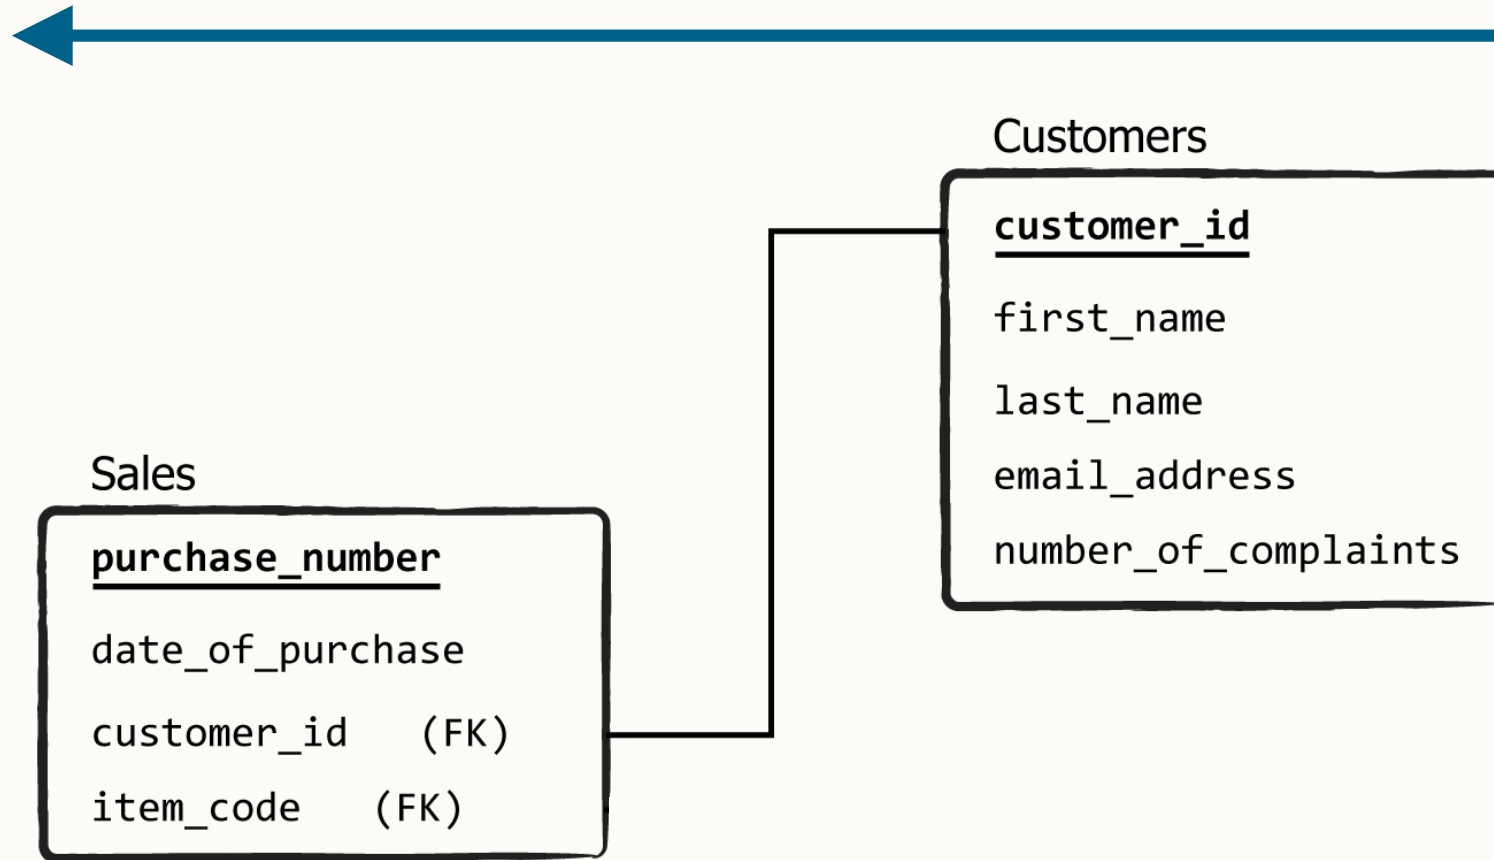 Customers
customer_id
first_name
last_name
email_address
number_of_complaints
Sales
purchase_number
date_of_purchase
customer_id (FK)
item_code (FK)